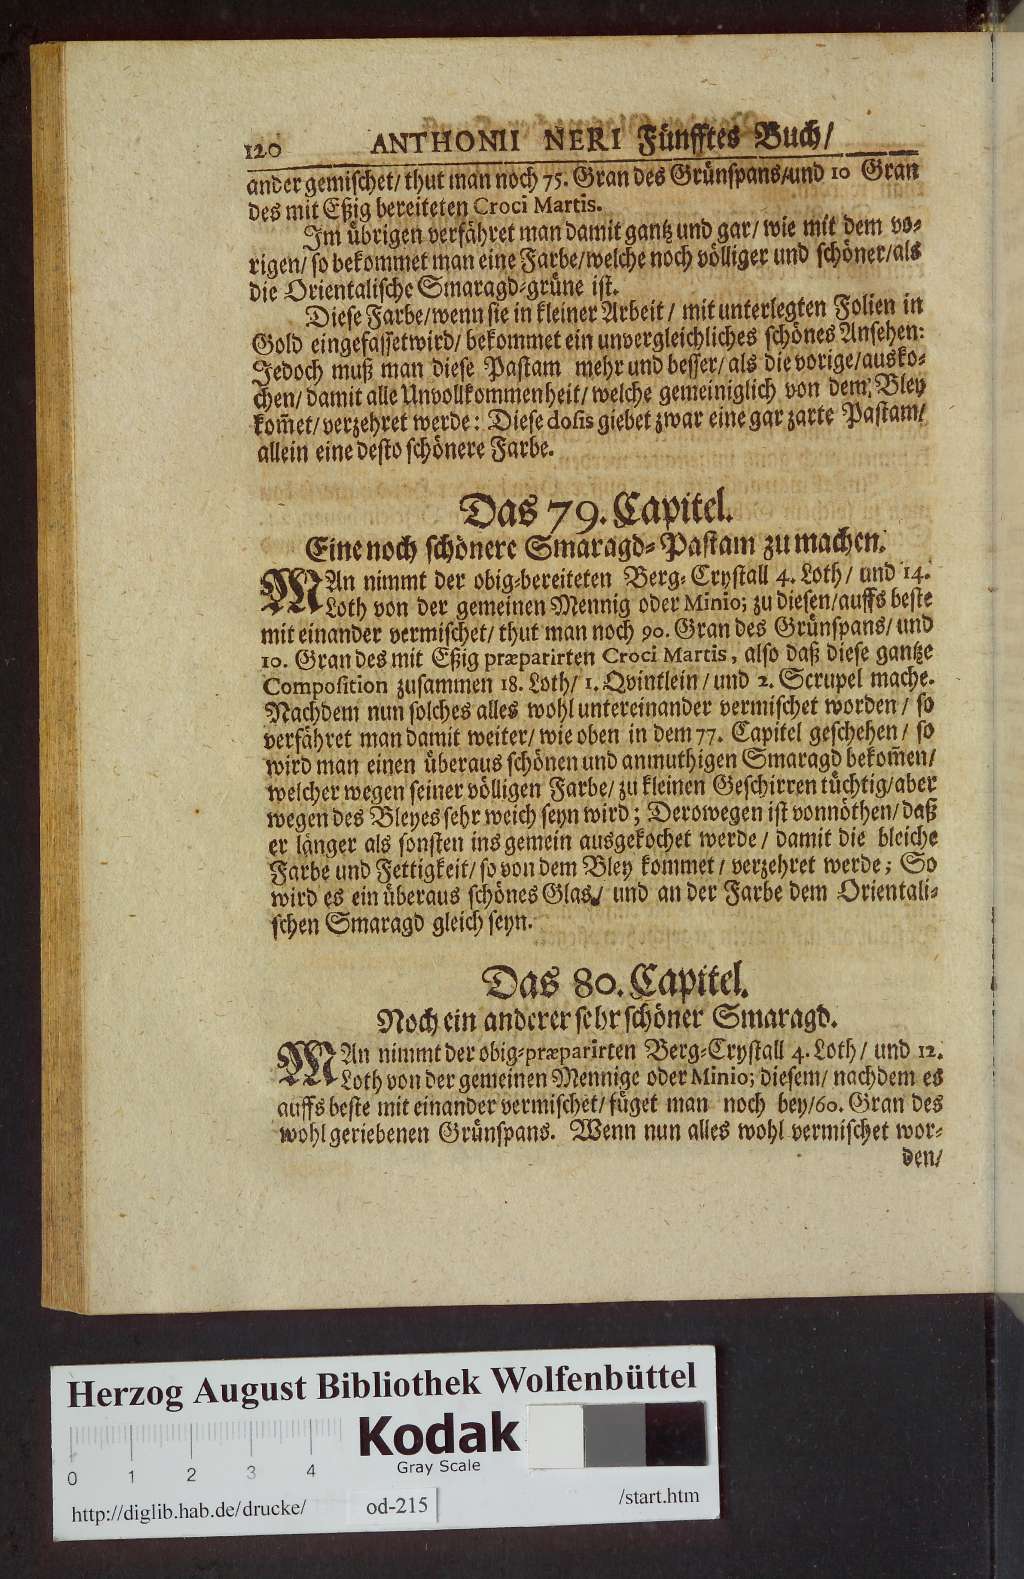 120 ANTHONII NERI Fünfftes Buch/
ander gemischet/ thut man noch 75. Gran des Grünspans/und 10 Gran
des mit Eßig bereiteten Croci Martis.
Im übrigen verfähret man damit gantz und gar/ wie mit dem vo-
rigen/ so bekommet man eine Farbe/welche noch völliger und schöner/als
die Orientalische Smaragd-grüne ist.
Diese Farbe/wenn sie in kleiner Arbeit/ mit unterlegten Folien in
Gold eingefasset wird/ bekommet ein unvergleichliches schönes Ansehen:
Jedoch muß man diese Pastam mehr und besser/ als die vorige/ausko-
chen/ damit alle Unvollkommenheit/ welche gemeiniglich von dem Bley
kom̃et/ verzehret werde: Diese dosis giebet zwar eine gar zarte Pastam/
allein eine desto schönere Farbe.
Das 79. Capitel.
Eine noch schönere Smaragd-Pastam zu machen.
MAn nimmt der obig-bereiteten Berg-Crystall 4. Loth/ und 14.
Loth von der gemeinen Mennig oder Minio; zu diesen/auffs beste
mit einander vermischet/ thut man noch 90. Gran des Grünspans/ und
10. Gran des mit Eßig præparirten Croci Martis, also daß diese gantze
Composition zusammen 18. Loth/ 1. Qvintlein/ und 2. Scrupel mache.
Nachdem nun solches alles wohl untereinander vermischet worden/ so
verfähret man damit weiter/ wie oben in dem 77. Capitel geschehen/ so
wird man einen überaus schönen und anmuthigen Smaragd bekom̃en/
welcher wegen seiner völligen Farbe/ zu kleinen Geschirren tüchtig/aber
wegen des Bleyes sehr weich seyn wird; Derowegen ist vonnöthen/ daß
er länger als sonsten ins gemein ausgekochet werde/ damit die bleiche
Farbe und Fettigkeit/ so von dem Bley kommet/ verzehret werde; So
wird es ein überaus schönes Glas/ und an der Farbe dem Orientali-
schen Smaragd gleich seyn.
Das 80. Capitel.
Noch ein anderer sehr schöner Smaragd.
MAn nimmt der obig-præparirten Berg-Crystall 4. Loth/ und 12.
Loth von der gemeinen Mennige oder Minio; diesem/ nachdem es
auffs beste mit einander vermischet/ füget man noch bey/60. Gran des
wohl geriebenen Grünspans. Wenn nun alles wohl vermischet wor-
den/
Herzog August Bibliothek Wolfenbüttel
Kodak
Gray Scale
0 1 2 3 4
http://diglib.hab.de/drucke/ od-215 /start.htm